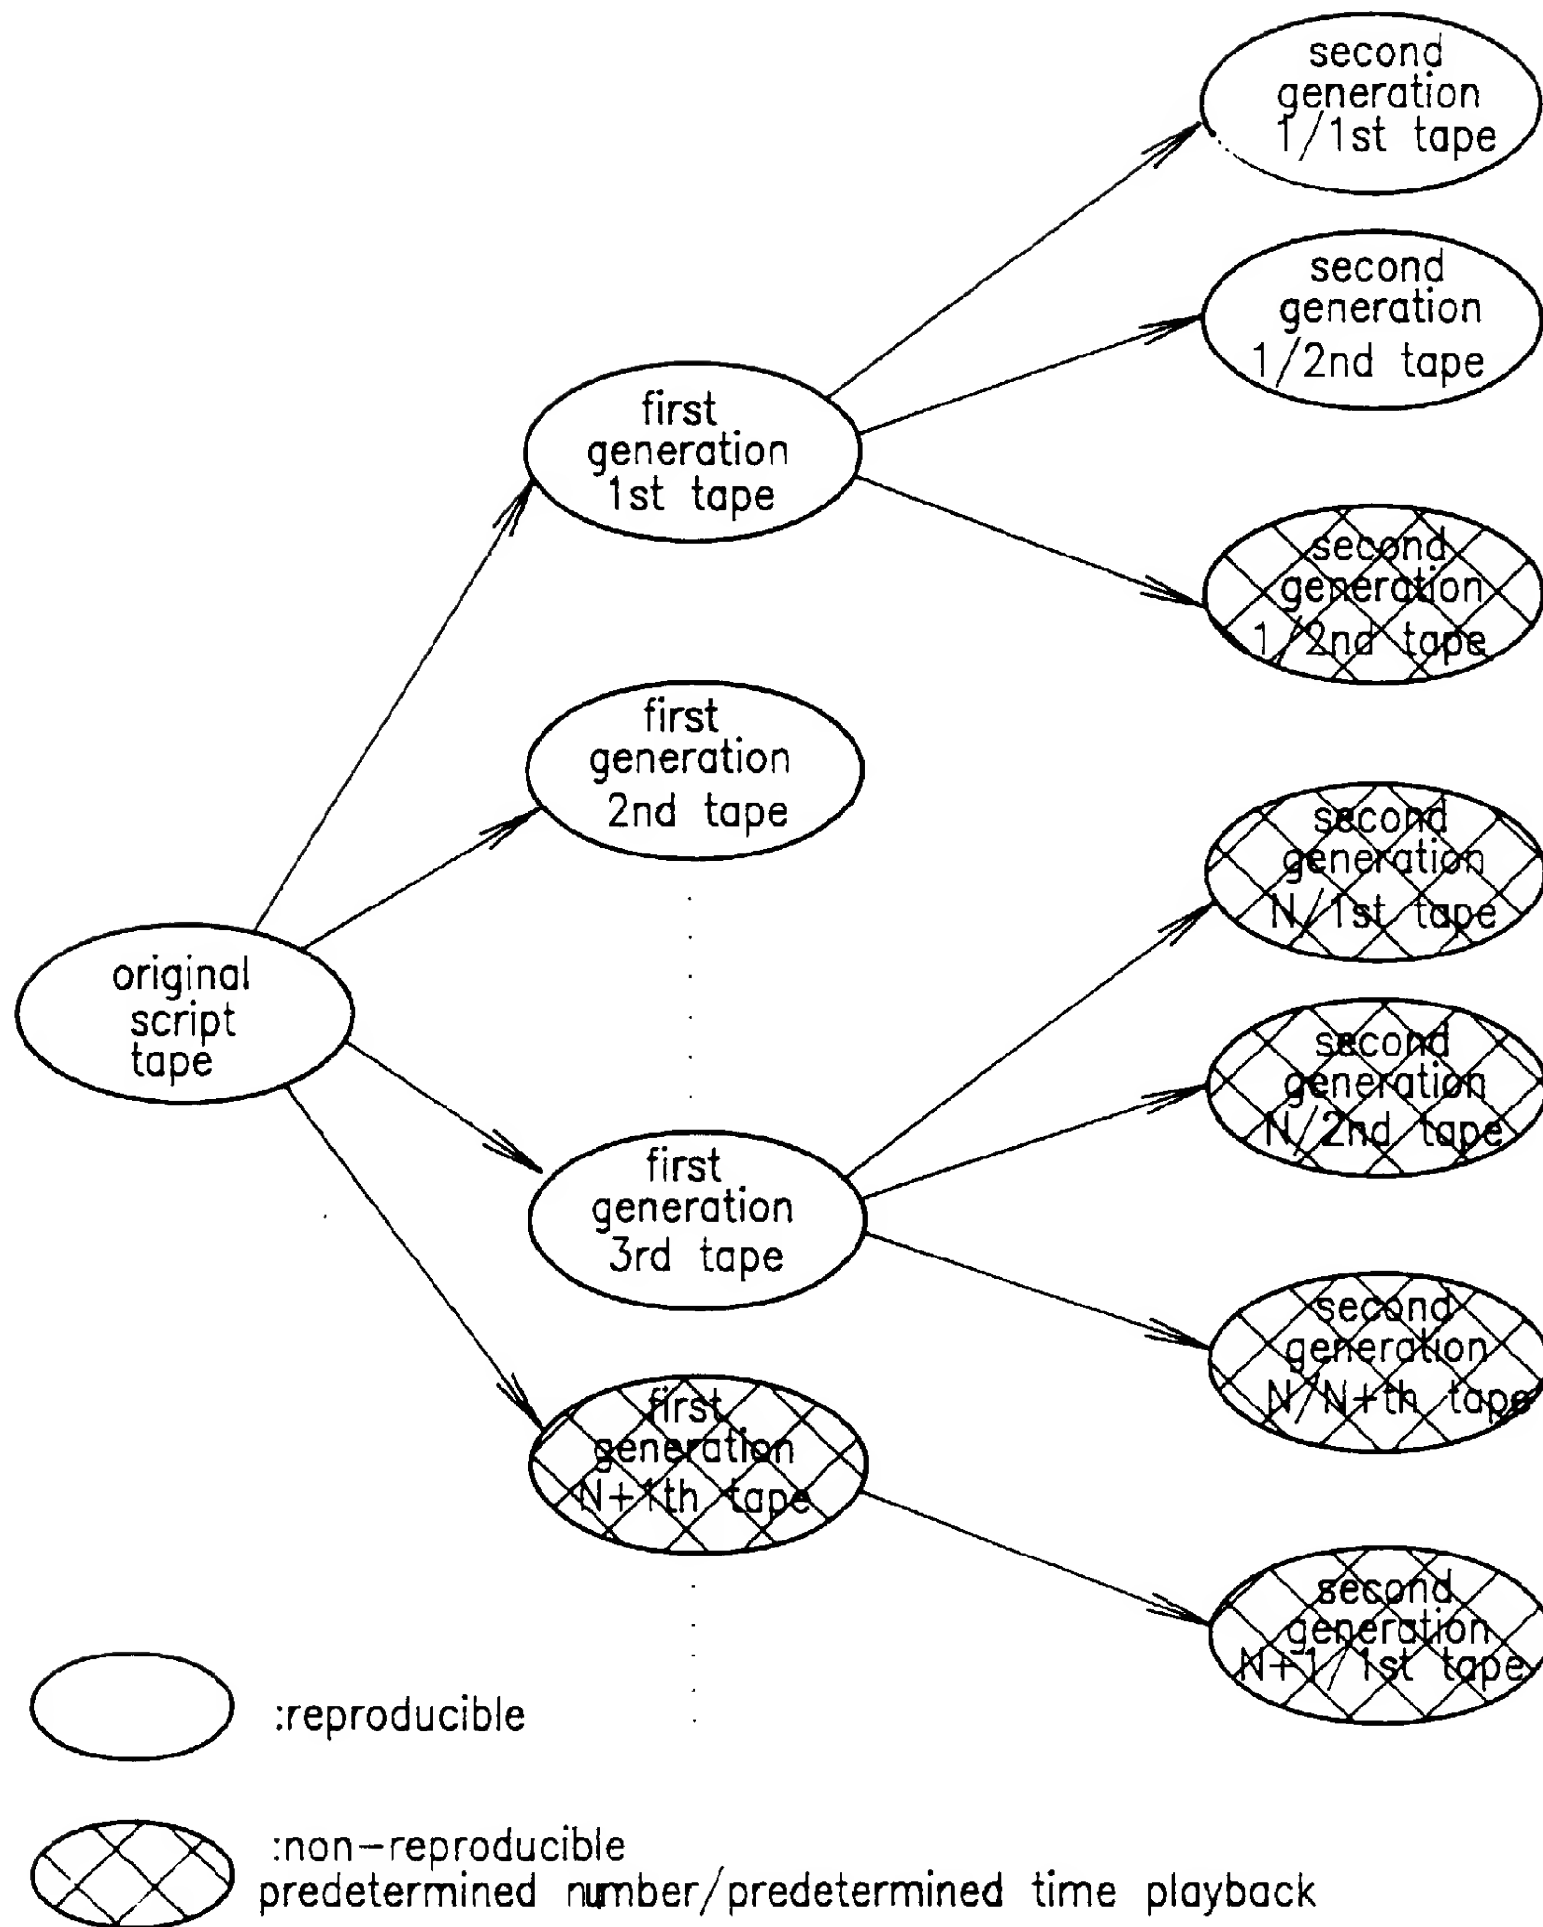 second
generation
1/1st tape
second
generation
1/2nd tape
first
generation
1st tape
second
generation
1/2nd tape
first
generation
2nd tape
second
generation
N/1st tape
original
script
tape
second
generation
N/2nd tape
first
generation
3rd tape
second
generation
N/N+th tape
first
generation
N+1th tape
second
generation
N+1/1st tape
:reproducible
:non-reproducible
predetermined number/predetermined time playback